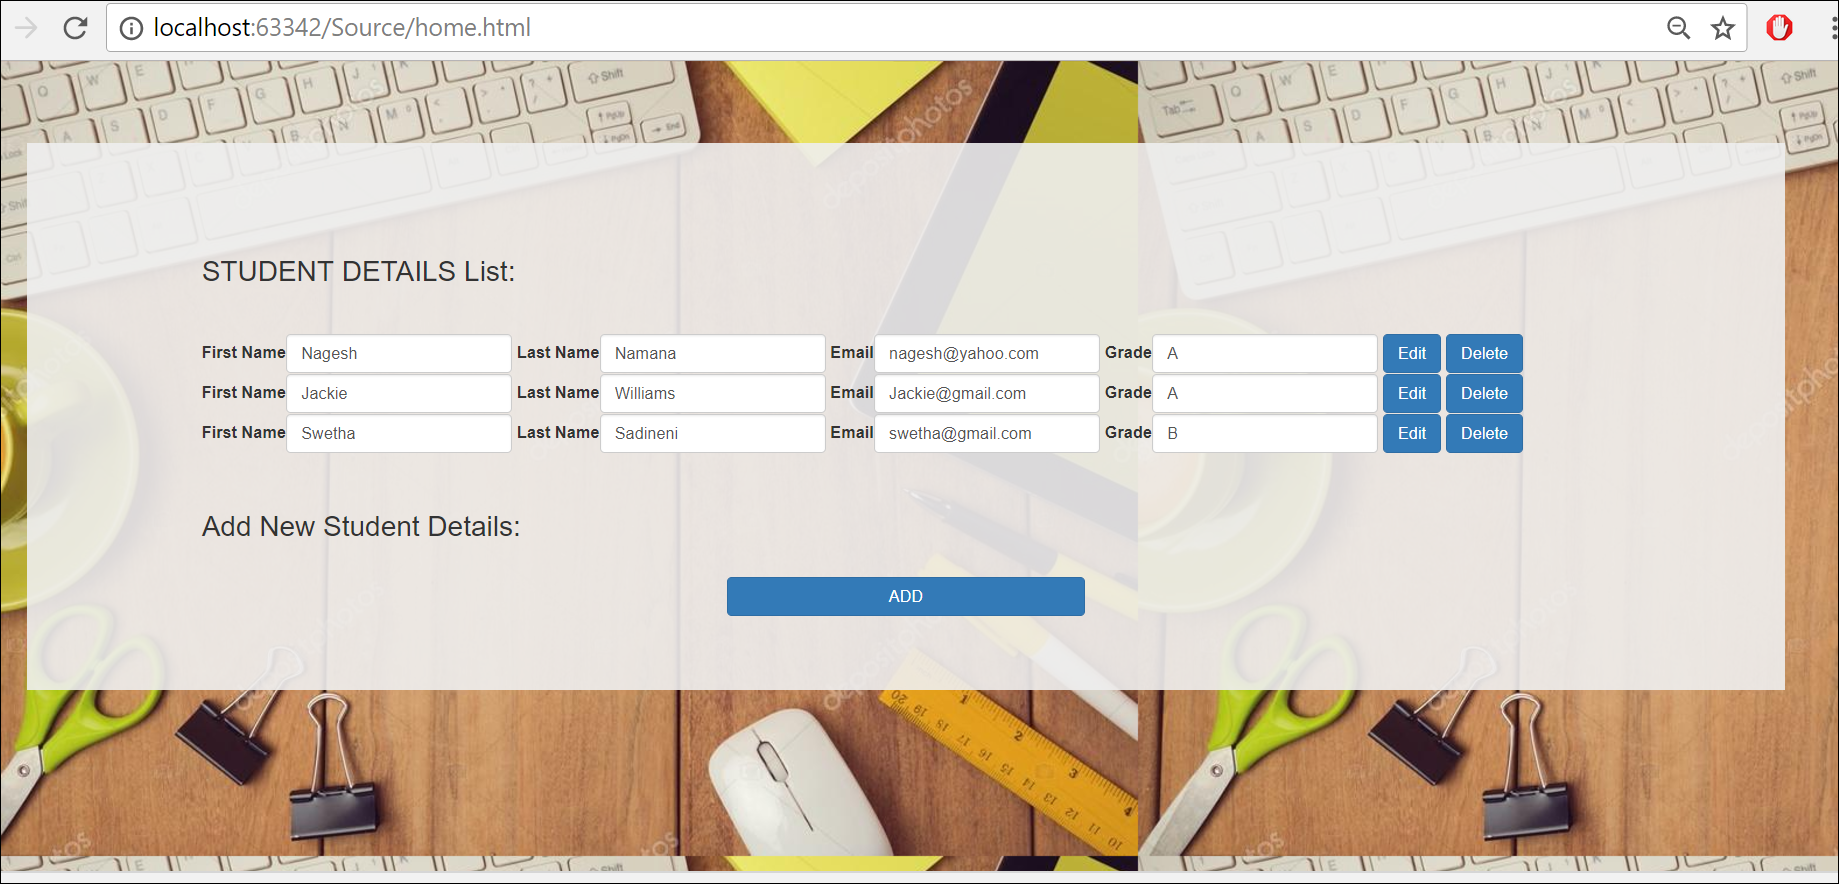 localhost:63342/Source/home.html
STUDENT DETAILS List:
First Name Nagesh Last Name Namana Email nagesh@yahoo.com Grade A Edit Delete
First Name Jackie Last Name Williams Email Jackie@gmail.com Grade A Edit Delete
First Name Swetha Last Name Sadineni Email swetha@gmail.com Grade B Edit Delete
Add New Student Details:
ADD